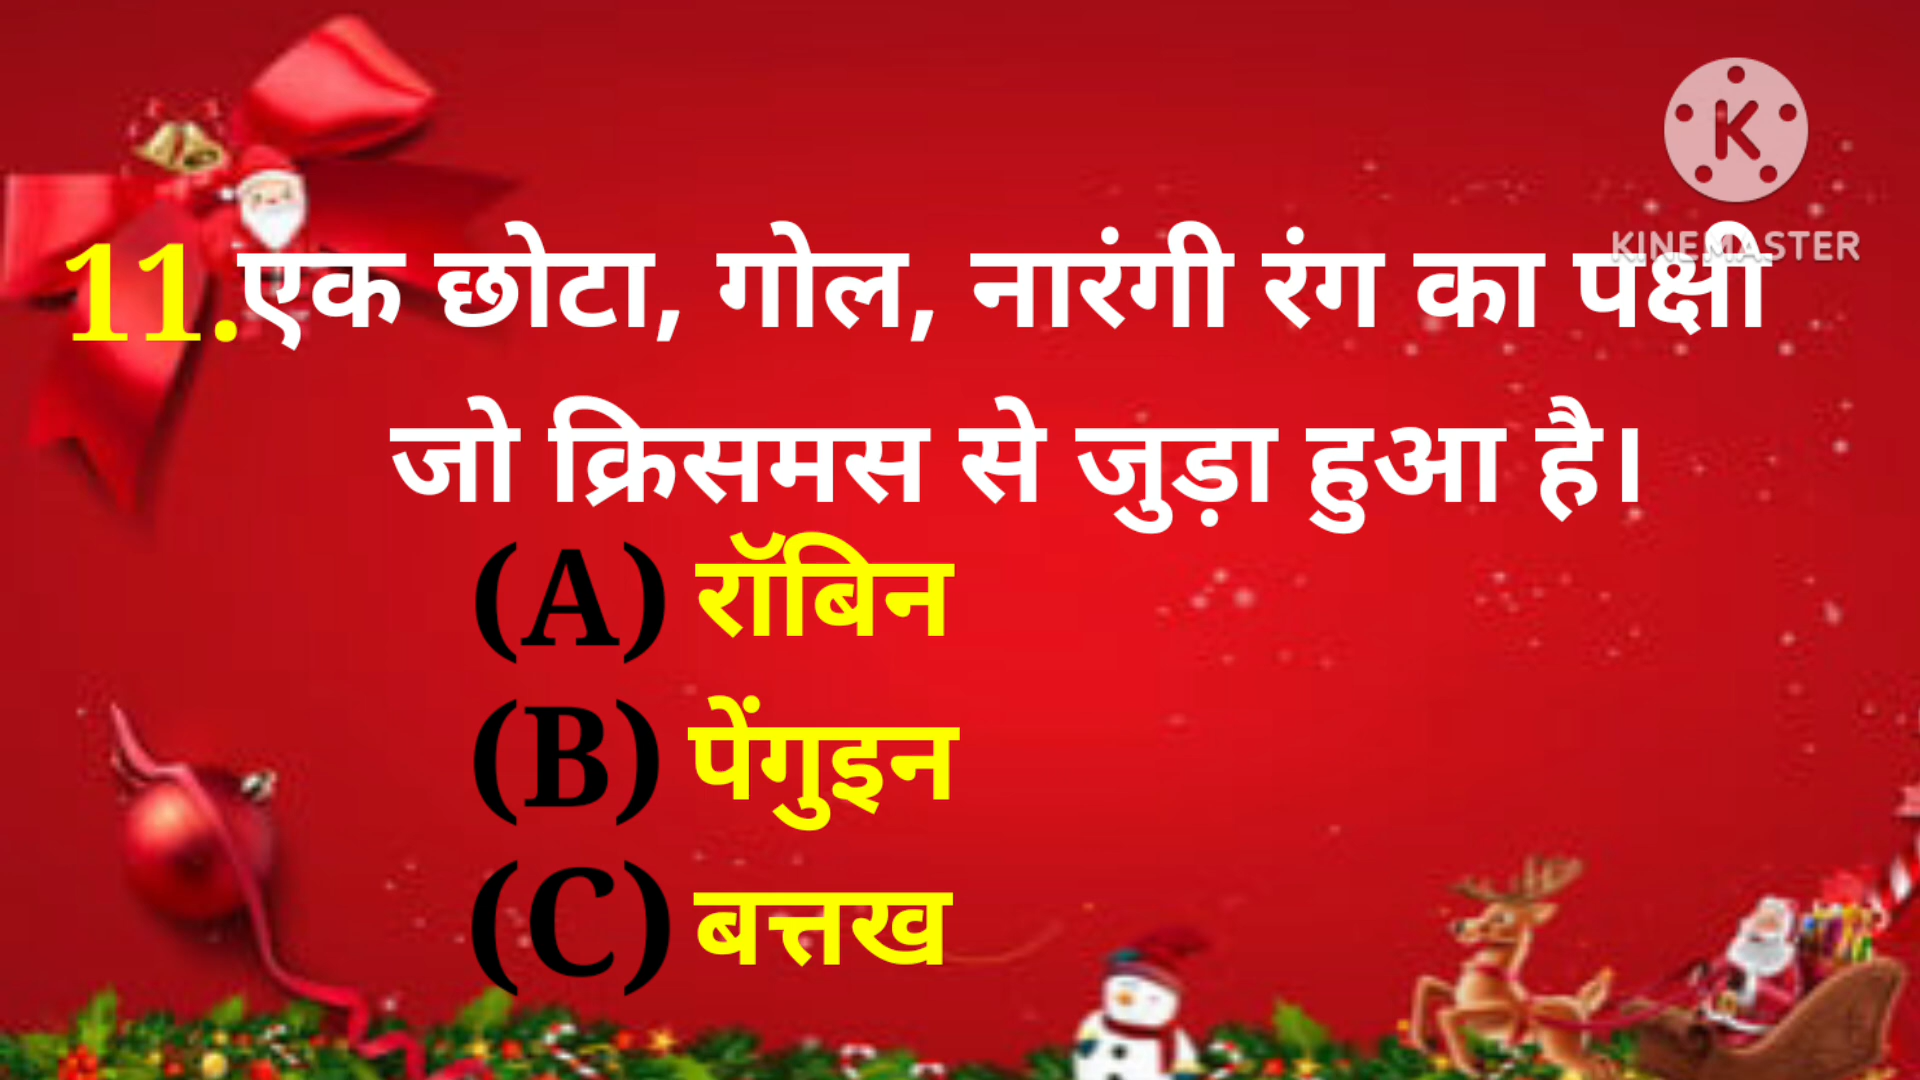 K
KINEMASTER
11.एक छोटा, गोल, नारंगी रंग का पक्षी
जो क्रिसमस से जुड़ा हुआ है।
(A) रॉबिन
(B) पेंगुइन
(C) बत्तख